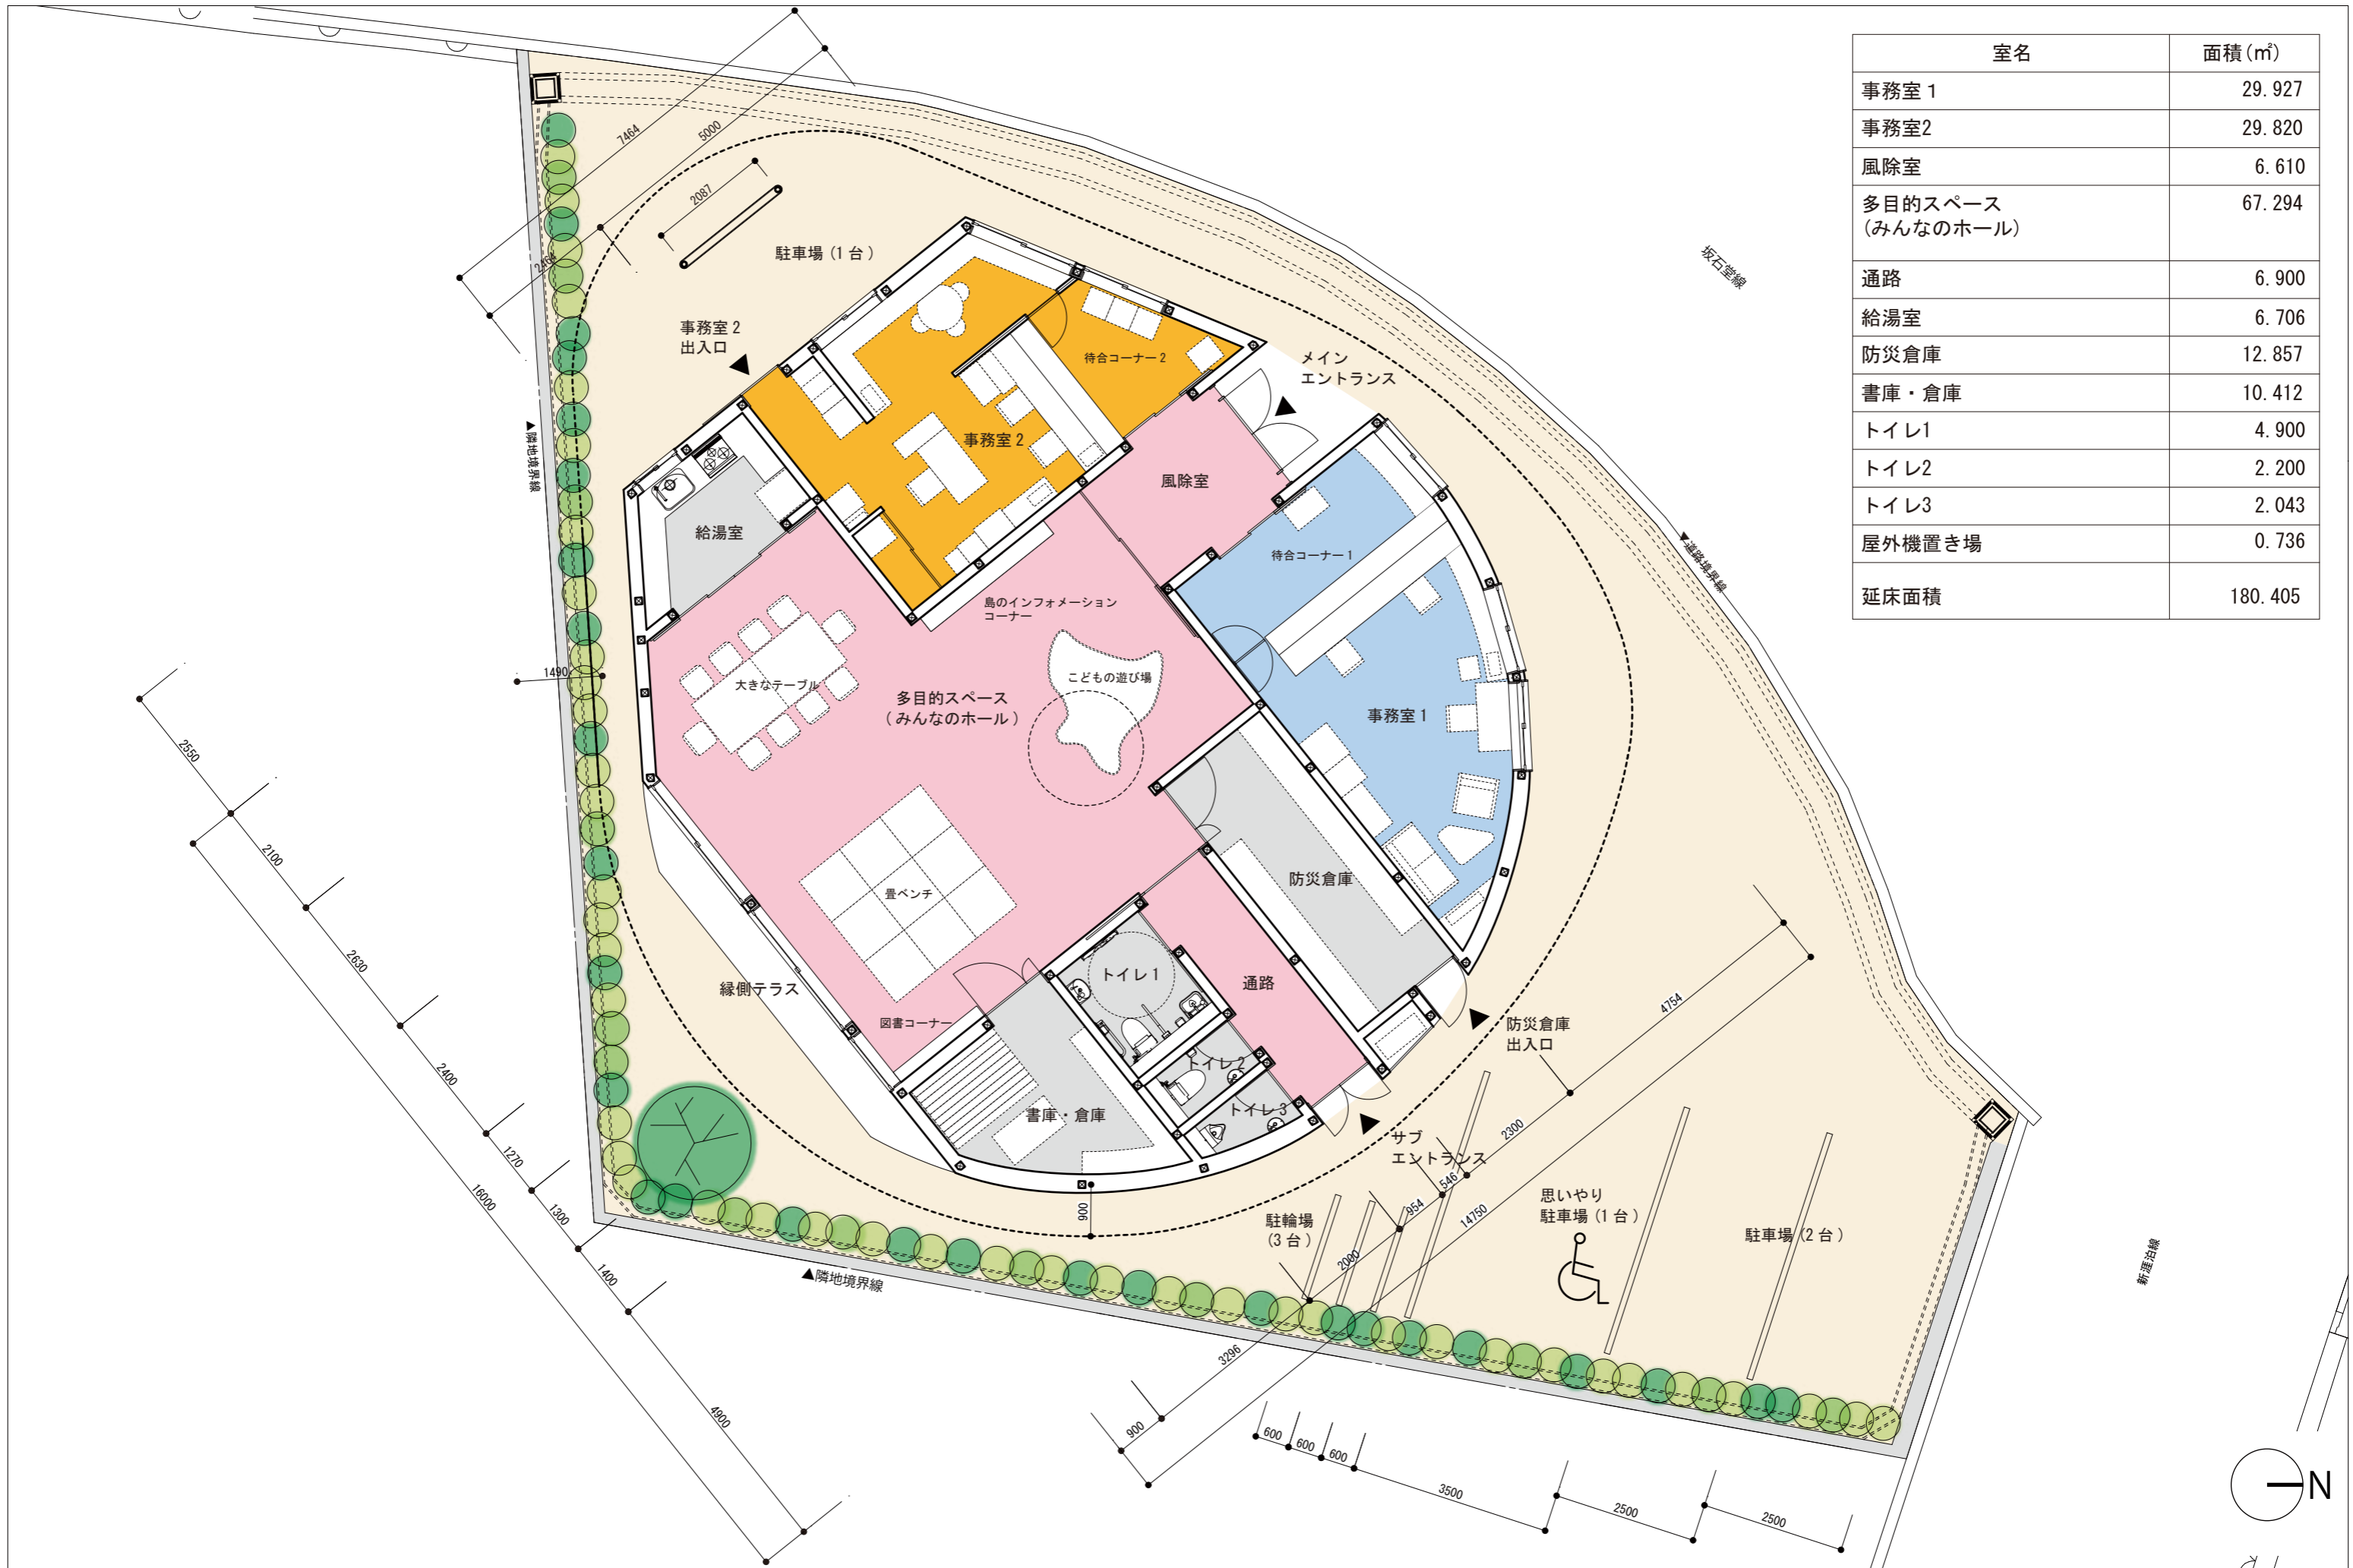 室名 面積(㎡)
事務室1 29.927
事務室2 29.820
風除室 6.610
多目的スペース 67.294
(みんなのホール)
通路 6.900
給湯室 6.706
防災倉庫 12.857
書庫・倉庫 10.412
トイレ1 4.900
トイレ2 2.200
トイレ3 2.043
屋外機置き場 0.736
延床面積 180.405
7464
5000
2087
2464
駐車場(1台)
坂石堂線
事務室2
出入口
待合コーナー2
メイン
エントランス
▲隣地境界線
事務室2
風除室
給湯室
待合コーナー1
▼道路境界線
島のインフォメーション
コーナー
1490
大きなテーブル
こどもの遊び場
多目的スペース
(みんなのホール)
事務室1
2550
2100
2630
2400
1270
1300
1400
4900
16000
畳ベンチ
防災倉庫
縁側テラス
トイレ1
通路
図書コーナー
防災倉庫
出入口
4754
トイレ2
書庫・倉庫
トイレ3
サブ
エントランス
2300
546
954
14750
2000
3296
900
900
駐輪場
(3台)
思いやり
駐車場(1台)
駐車場(2台)
新涯泊線
▲隣地境界線
600
600
600
3500
2500
2500
N